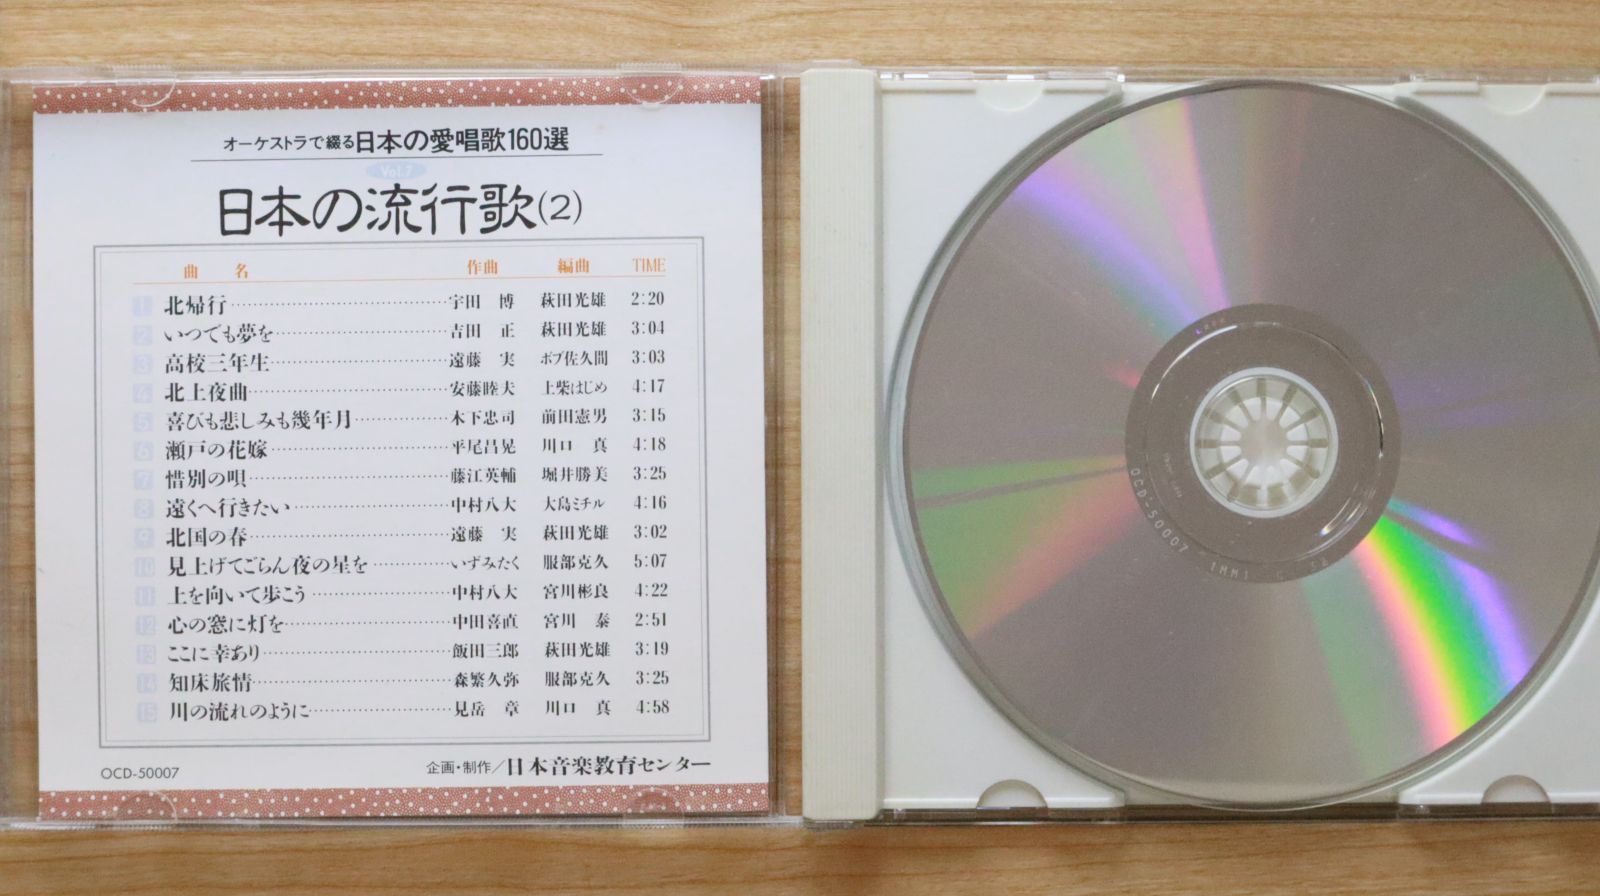 オーケストラで綴る日本の愛唱歌160選
Vol.7
日本の流行歌(2)
曲 名 作曲 編曲 TIME
1 北帰行 宇田 博 萩田光雄 2:20
2 いつでも夢を 吉田 正 萩田光雄 3:04
3 高校三年生 遠藤 実 ボブ佐久間 3:03
4 北上夜曲 安藤睦夫 上柴はじめ 4:17
5 喜びも悲しみも幾年月 木下忠司 前田憲男 3:15
6 瀬戸の花嫁 平尾昌晃 川口 真 4:18
7 惜別の唄 藤江英輔 堀井勝美 3:25
8 遠くへ行きたい 中村八大 大島ミチル 4:16
9 北国の春 遠藤 実 萩田光雄 3:02
10 見上げてごらん夜の星を いずみたく 服部克久 5:07
11 上を向いて歩こう 中村八大 宮川彬良 4:22
12 心の窓に灯を 中田喜直 宮川 泰 2:51
13 ここに幸あり 飯田三郎 萩田光雄 3:19
14 知床旅情 森繁久弥 服部克久 3:25
15 川の流れのように 見岳 章 川口 真 4:58
OCD-50007 企画・制作/日本音楽教育センター
OCD-50007